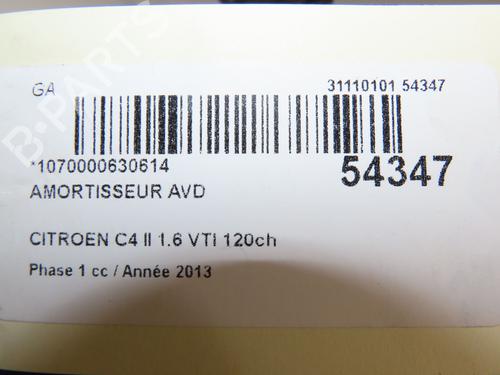 B-PARTS
GA
31110101 54347
*1070000630614
54347
AMORTISSEUR AVD
CITROEN C4 II 1.6 VTI 120ch
Phase 1 cc / Année 2013